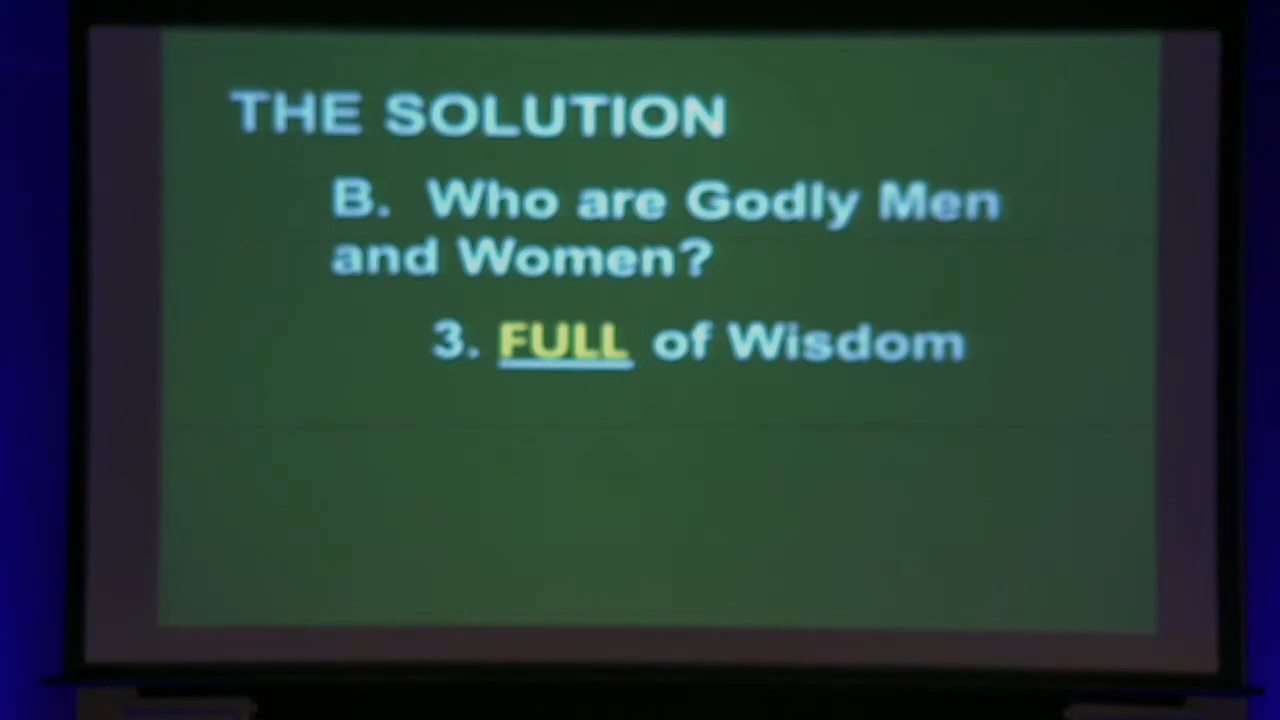 THE SOLUTION
B. Who are Godly Men
and Women?
3. FULL of Wisdom